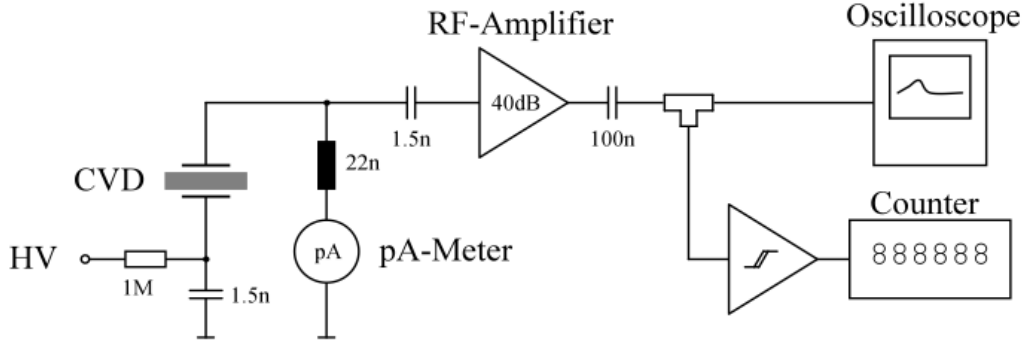 RF-Amplifier
Oscilloscope
40dB
1.5n
100n
22n
CVD
pA
pA-Meter
HV
1M
1.5n
Counter
888888